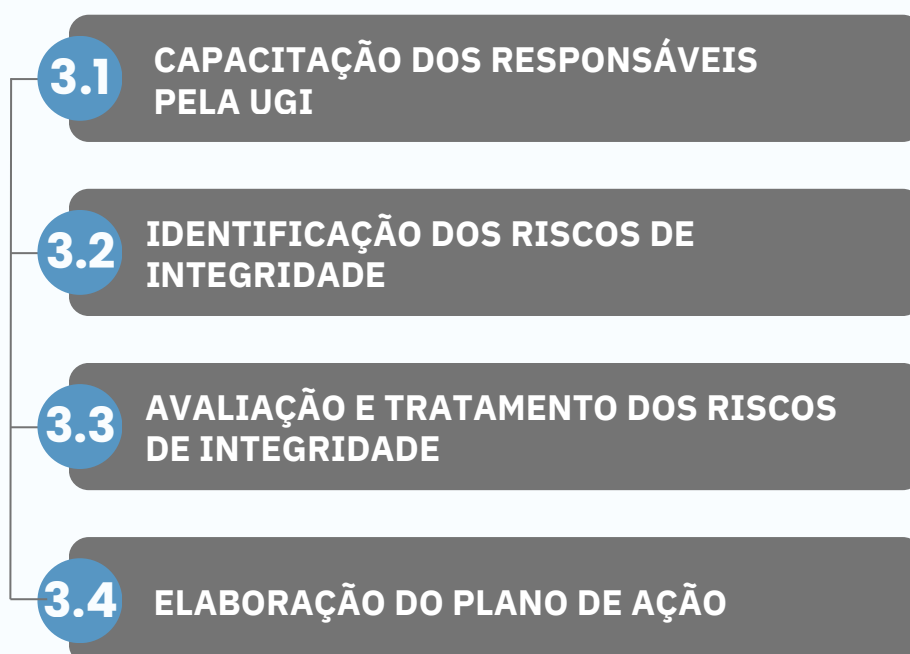 3.1
CAPACITAÇÃO DOS RESPONSÁVEIS
PELA UGI
3.2
IDENTIFICAÇÃO DOS RISCOS DE
INTEGRIDADE
3.3
AVALIAÇÃO E TRATAMENTO DOS RISCOS
DE INTEGRIDADE
3.4
ELABORAÇÃO DO PLANO DE AÇÃO